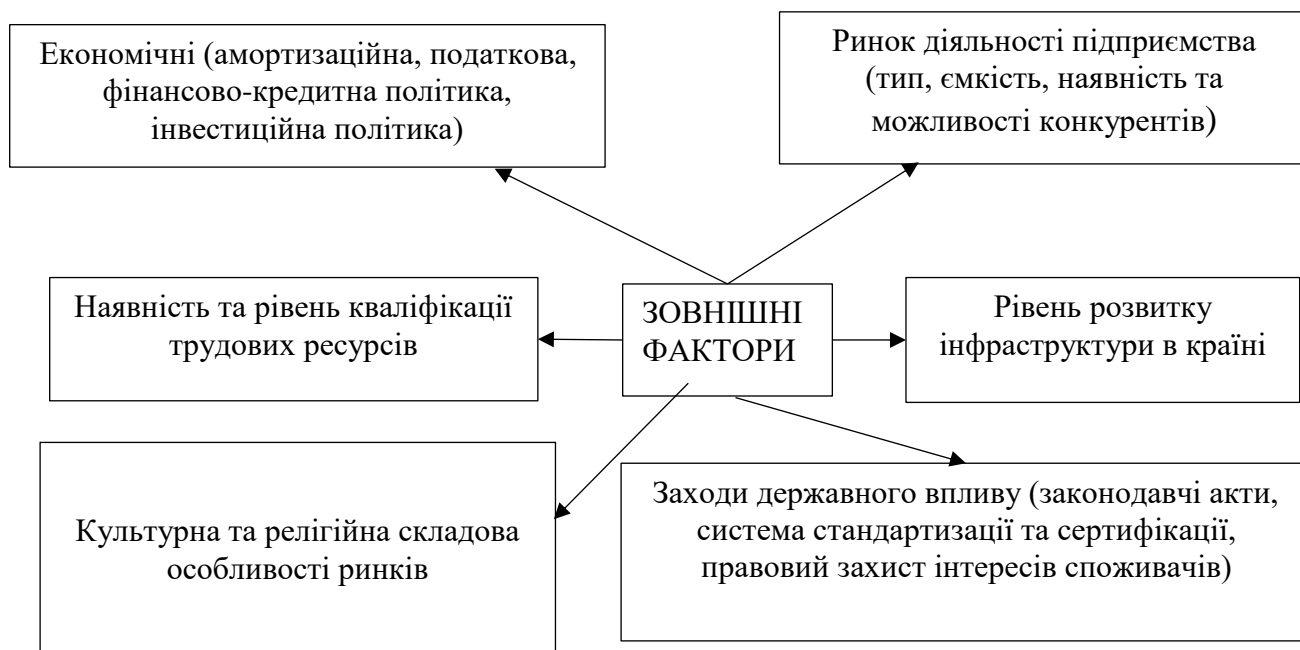 Економічні (амортизаційна, податкова,
фінансово-кредитна політика,
інвестиційна політика)
Ринок діяльності підприємства
(тип, ємкість, наявність та
можливості конкурентів)
Наявність та рівень кваліфікації
трудових ресурсів
ЗОВНІШНІ
ФАКТОРИ
Рівень розвитку
інфраструктури в країні
Культурна та релігійна складова
особливості ринків
Заходи державного впливу (законодавчі акти,
система стандартизації та сертифікації,
правовий захист інтересів споживачів)